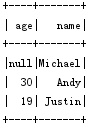 +----+-------+
| age|   name|
+----+-------+
|null|Michael|
|  30|   Andy|
|  19| Justin|
+----+-------+